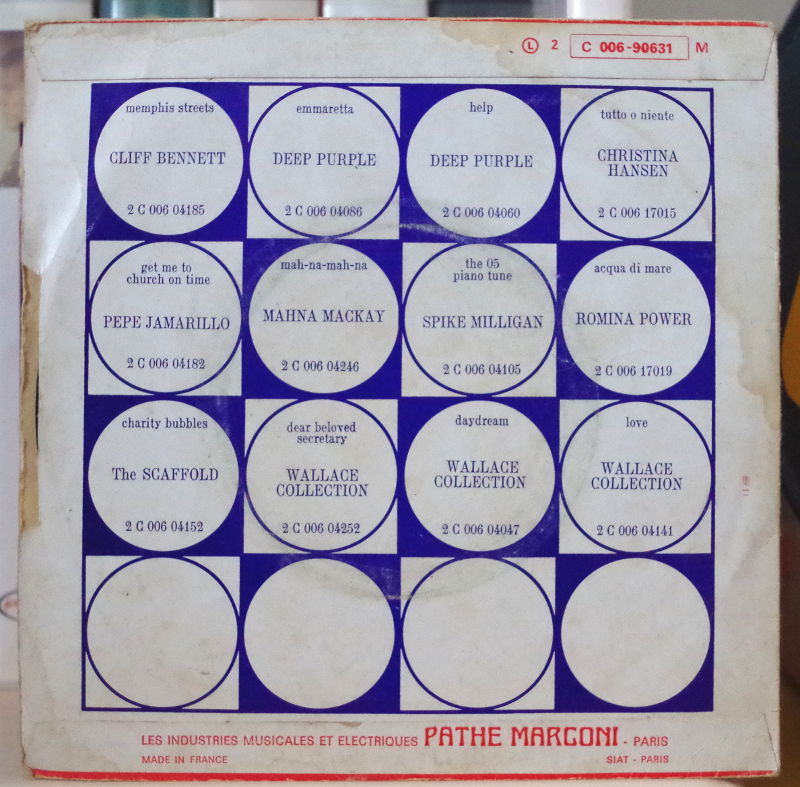 Ⓛ 2 C 006-90631 M
memphis streets
CLIFF BENNETT
2 C 006 04185
emmaretta
DEEP PURPLE
2 C 006 04086
help
DEEP PURPLE
2 C 006 04060
tutto o niente
CHRISTINA
HANSEN
2 C 006 17015
get me to
church on time
PEPE JAMARILLO
2 C 006 04182
mah-na-mah-na
MAHNA MACKAY
2 C 006 04246
the 05
piano tune
SPIKE MILLIGAN
2 C 006 04105
acqua di mare
ROMINA POWER
2 C 006 17019
charity bubbles
The SCAFFOLD
2 C 006 04152
dear beloved
secretary
WALLACE
COLLECTION
2 C 006 04252
daydream
WALLACE
COLLECTION
2 C 006 04047
love
WALLACE
COLLECTION
2 C 006 04141
LES INDUSTRIES MUSICALES ET ELECTRIQUES PATHE MARCONI - PARIS
MADE IN FRANCE
SIAT - PARIS